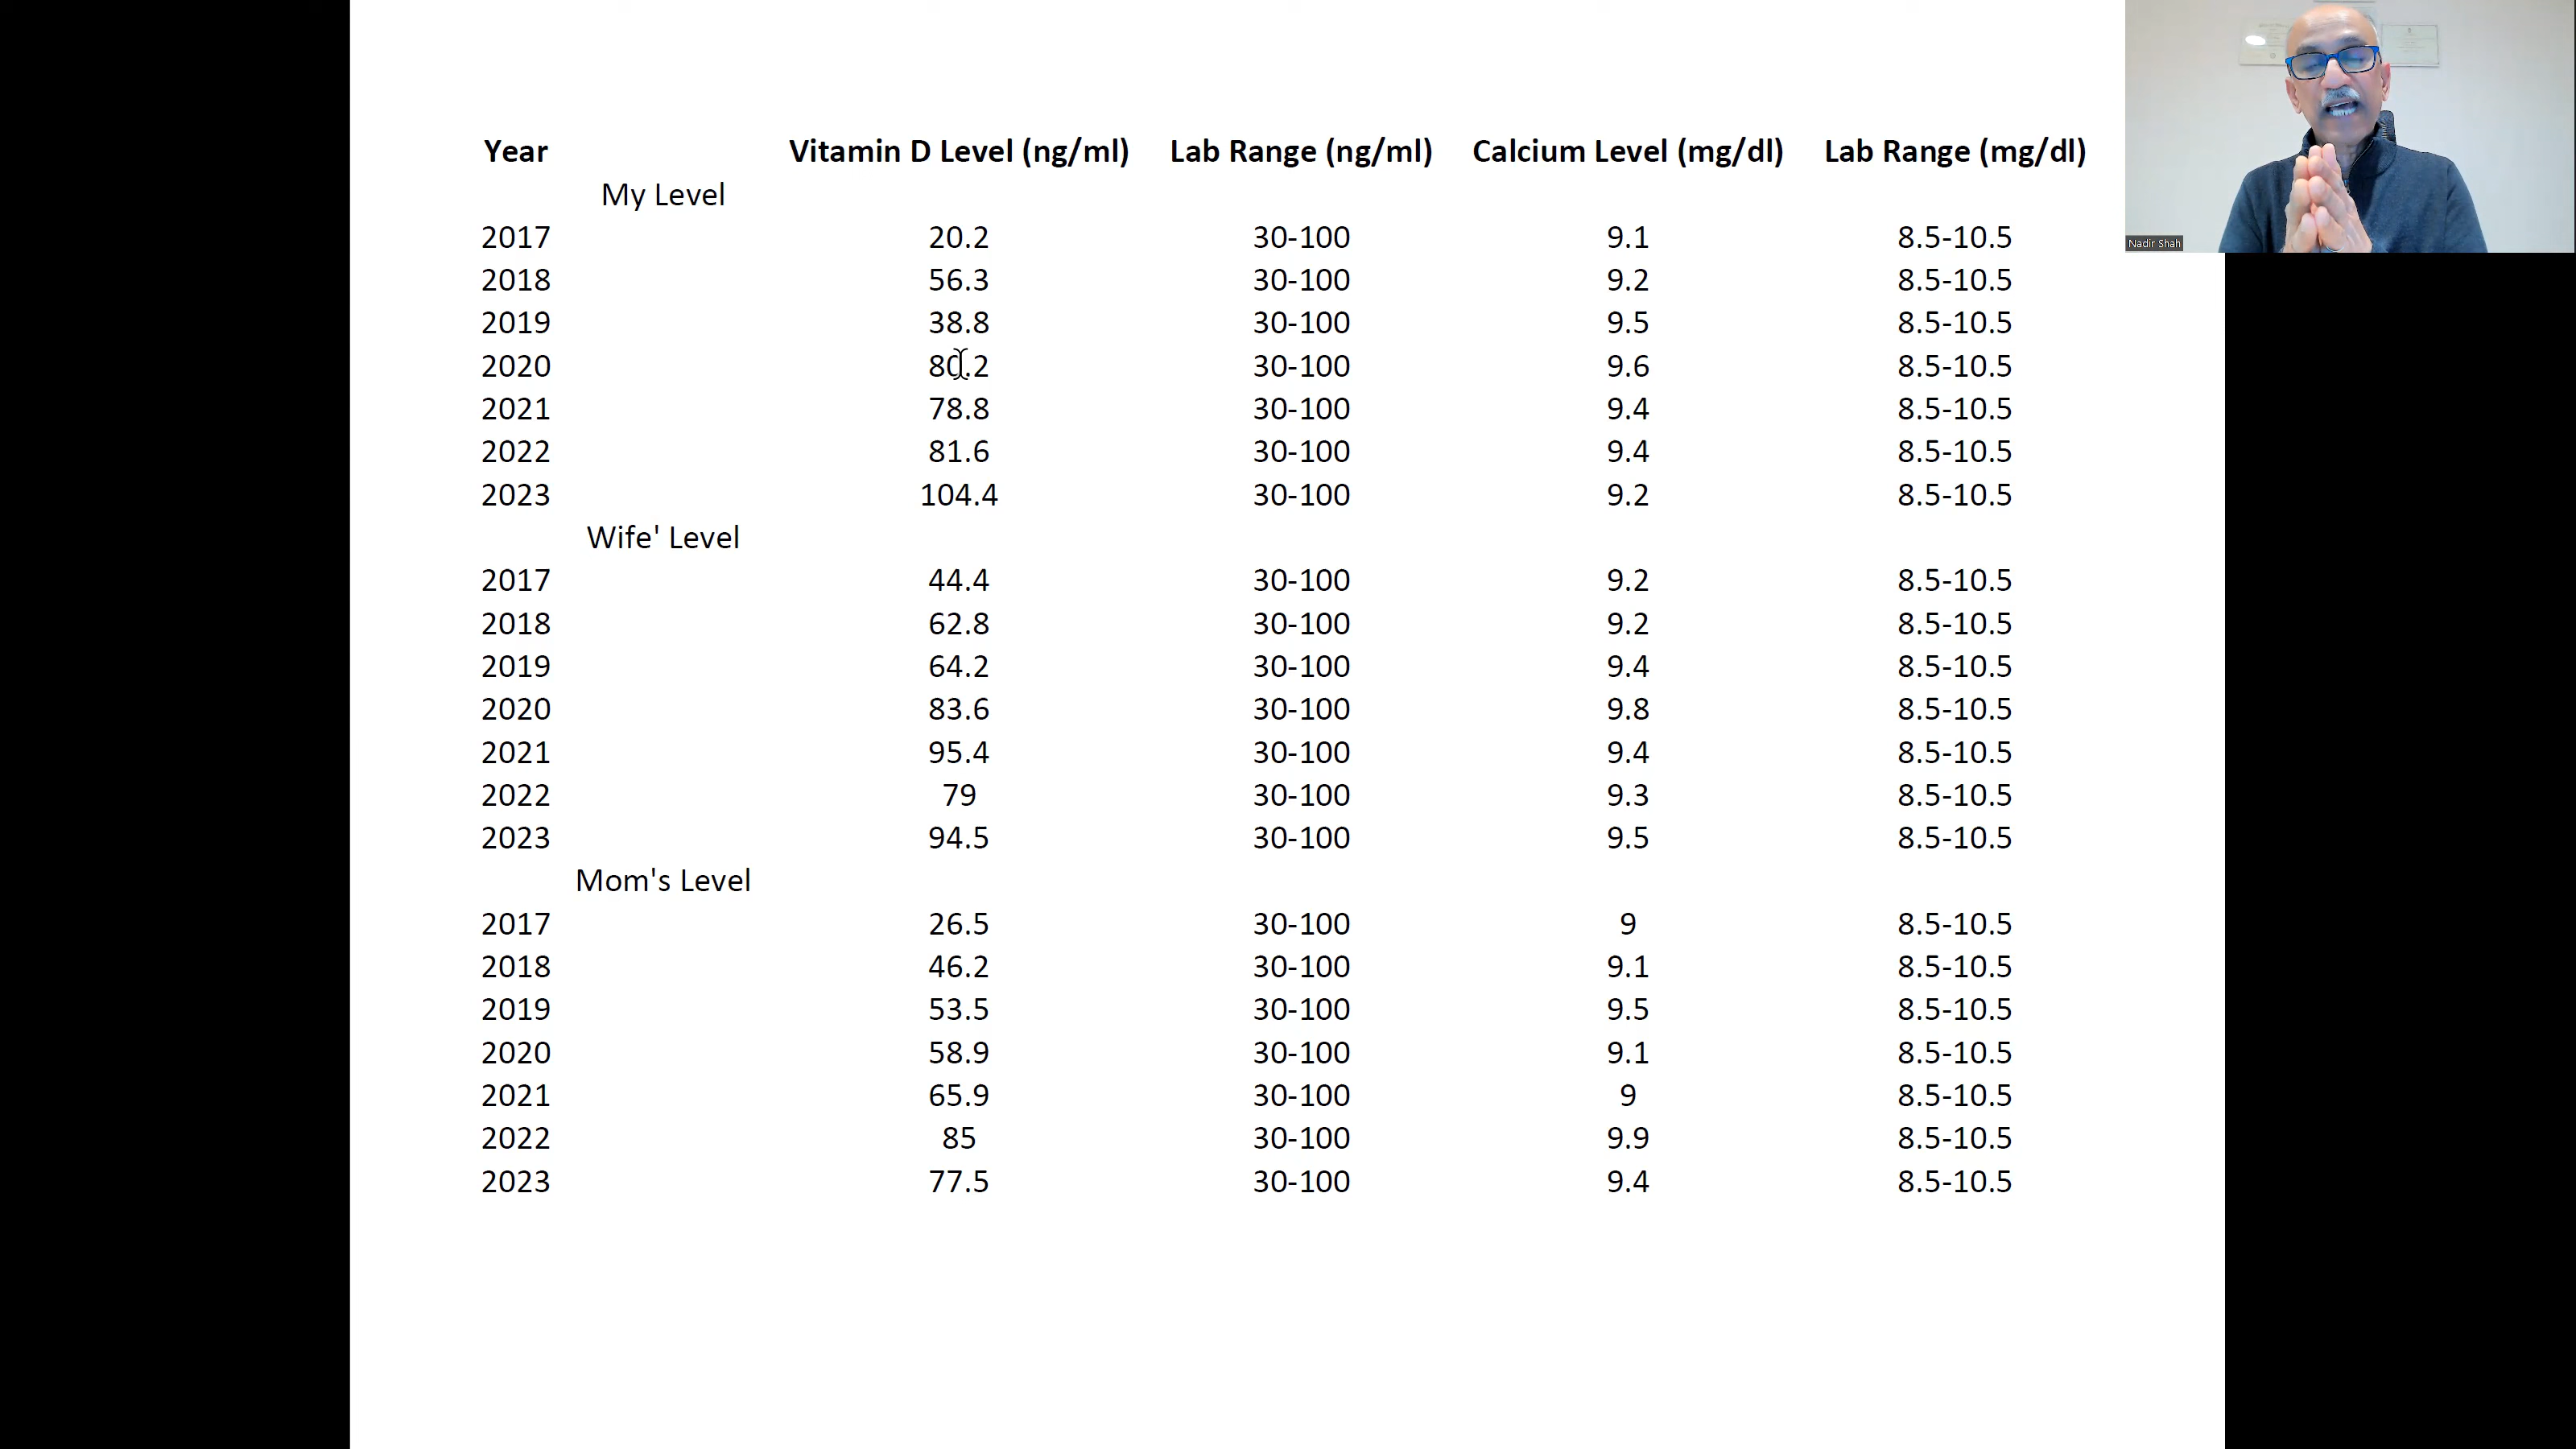 Year Vitamin D Level (ng/ml) Lab Range (ng/ml) Calcium Level (mg/dl) Lab Range (mg/dl)
My Level
2017 20.2 30-100 9.1 8.5-10.5
2018 56.3 30-100 9.2 8.5-10.5
2019 38.8 30-100 9.5 8.5-10.5
2020 80.2 30-100 9.6 8.5-10.5
2021 78.8 30-100 9.4 8.5-10.5
2022 81.6 30-100 9.4 8.5-10.5
2023 104.4 30-100 9.2 8.5-10.5
Wife' Level
2017 44.4 30-100 9.2 8.5-10.5
2018 62.8 30-100 9.2 8.5-10.5
2019 64.2 30-100 9.4 8.5-10.5
2020 83.6 30-100 9.8 8.5-10.5
2021 95.4 30-100 9.4 8.5-10.5
2022 79 30-100 9.3 8.5-10.5
2023 94.5 30-100 9.5 8.5-10.5
Mom's Level
2017 26.5 30-100 9 8.5-10.5
2018 46.2 30-100 9.1 8.5-10.5
2019 53.5 30-100 9.5 8.5-10.5
2020 58.9 30-100 9.1 8.5-10.5
2021 65.9 30-100 9 8.5-10.5
2022 85 30-100 9.9 8.5-10.5
2023 77.5 30-100 9.4 8.5-10.5
Nadir Shah